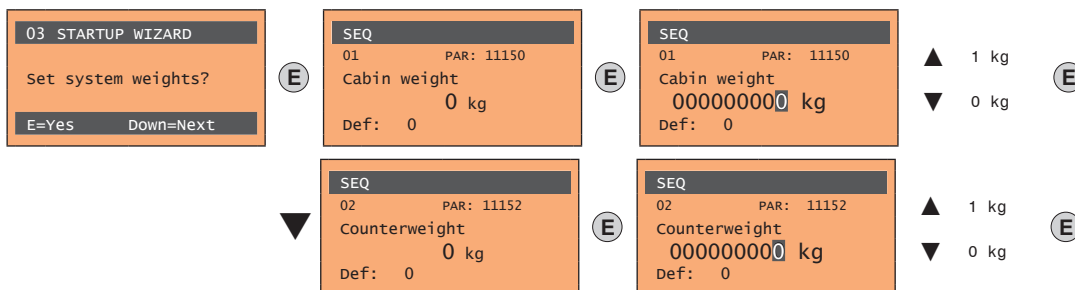 03 STARTUP WIZARD
Set system weights?
E=Yes Down=Next
E
SEQ
01 PAR: 11150
Cabin weight
0 kg
Def: 0
E
SEQ
01 PAR: 11150
Cabin weight
000000000 kg
Def: 0
1 kg
0 kg
E
SEQ
02 PAR: 11152
Counterweight
0 kg
Def: 0
E
SEQ
02 PAR: 11152
Counterweight
000000000 kg
Def: 0
1 kg
0 kg
E